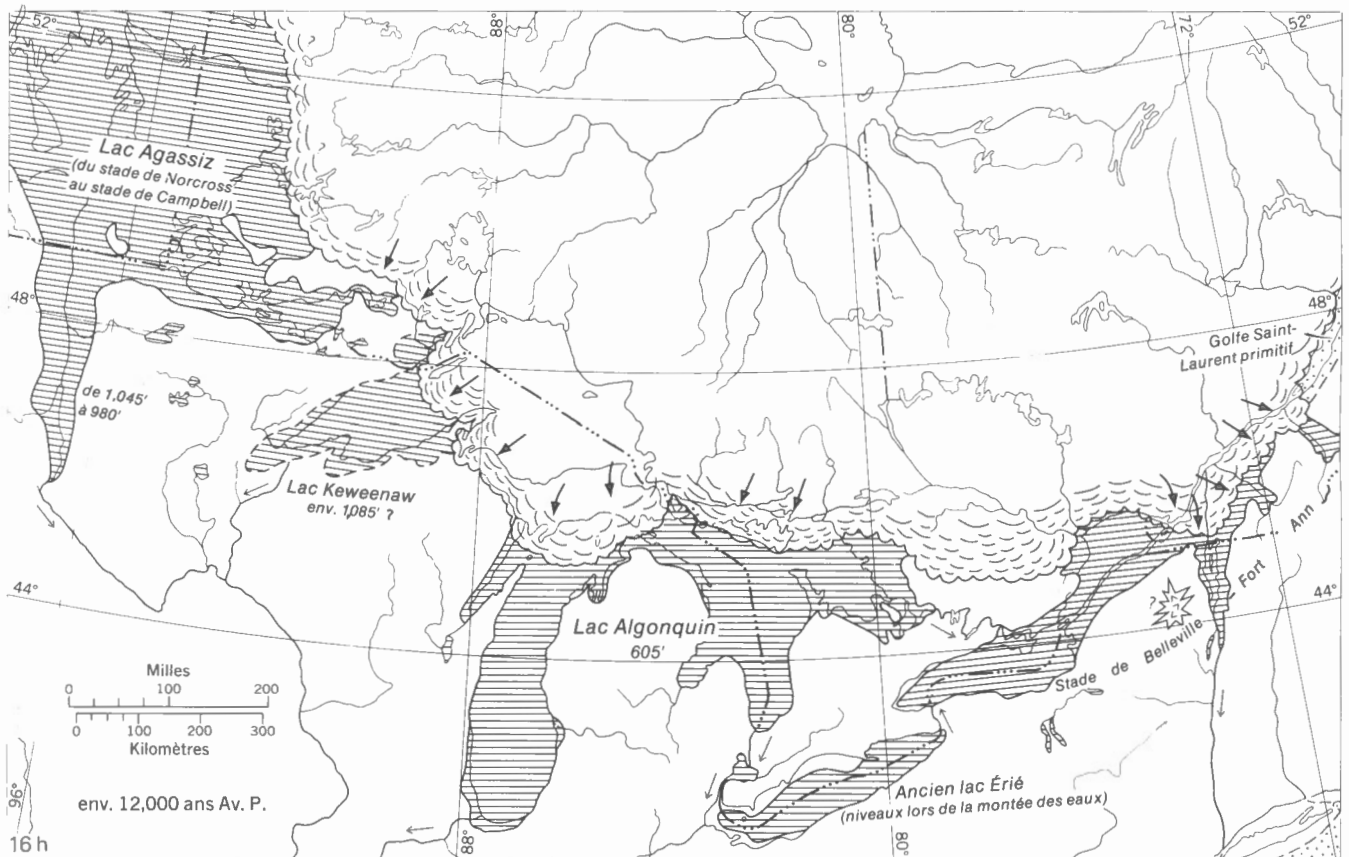 52°
88°
80°
72°
52°
Lac Agassiz
(du stade de Norcross
au stade de Campbell)
48°
48°
Golfe Saint-
Laurent primitif
de 1,045'
à 980'
Lac Keweenaw
env. 1,085' ?
44°
44°
Lac Algonquin
605'
Stade de Belleville Fort Ann
?
?
Milles
0 100 200
0 100 200 300
Kilomètres
96°
env. 12,000 ans Av. P.
Ancien lac Érié
(niveaux lors de la montée des eaux)
16 h
88°
80°